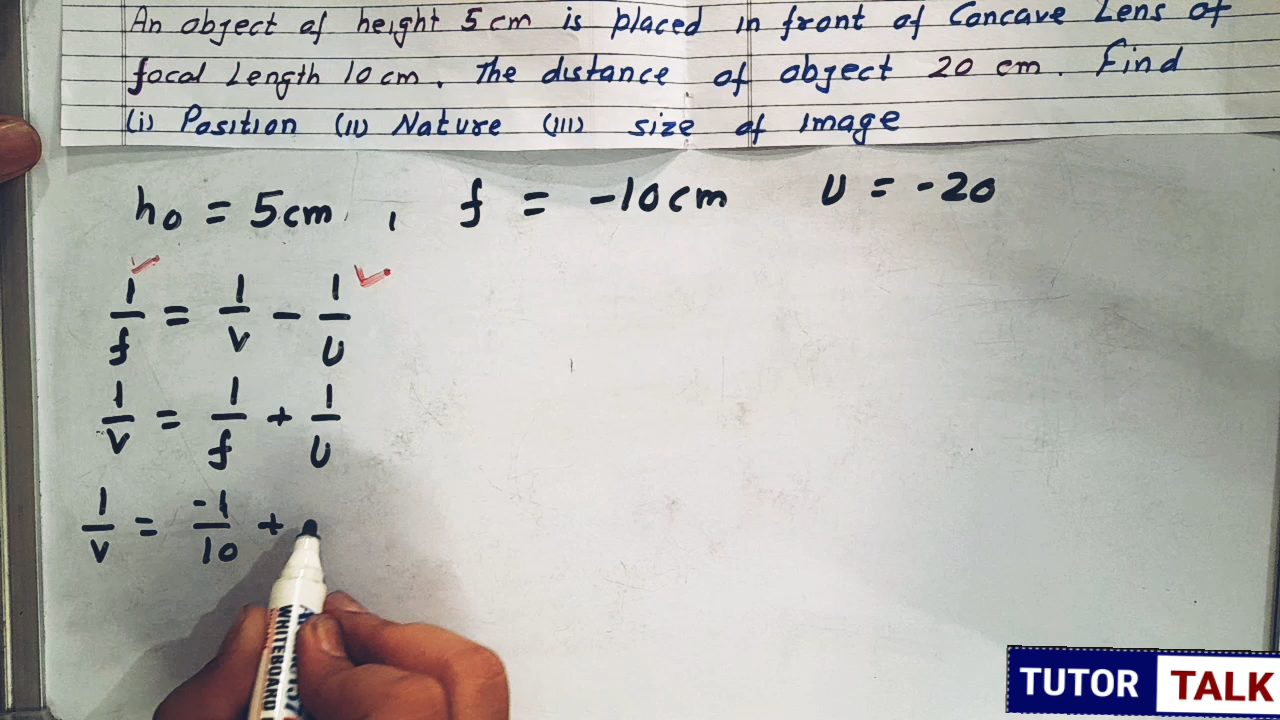 An object of height 5 cm is placed in front of Concave Lens of
focal Length 10 cm. The distance of object 20 cm. Find
(i) Position (ii) Nature (iii) size of image
h₀ = 5cm, f = -10cm U = -20
1/f = 1/v - 1/U
1/v = 1/f + 1/U
1/v = -1/10 +
WHITEBOARD
TUTOR TALK